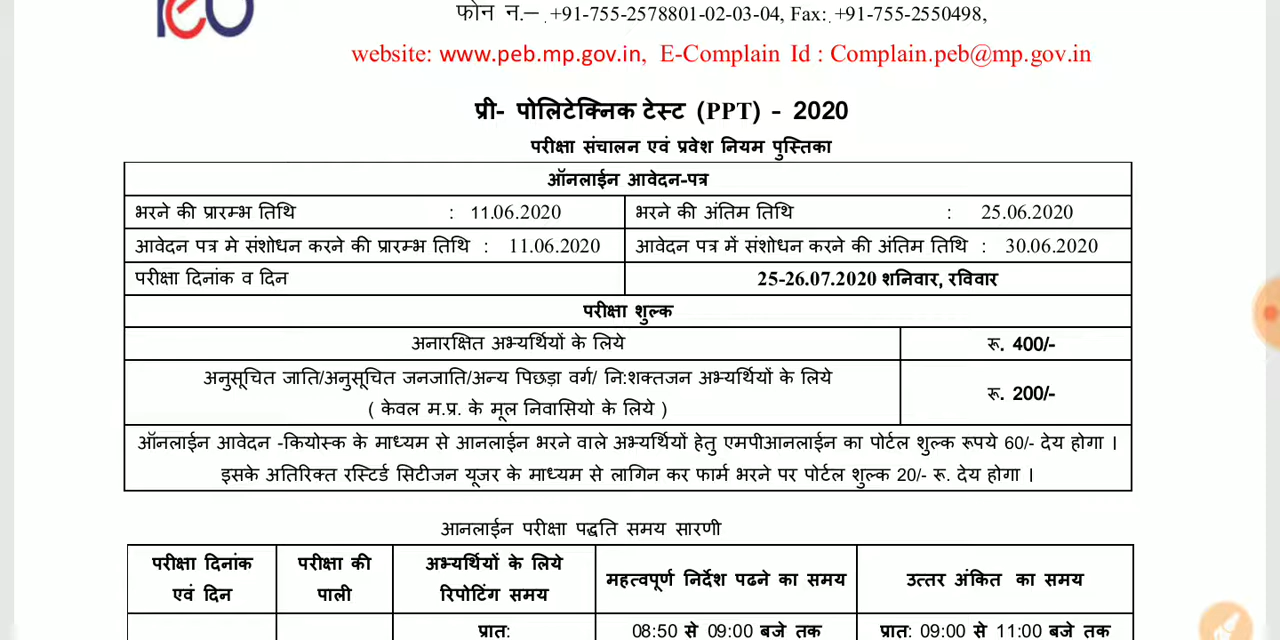 फोन न.– . +91-755-2578801-02-03-04, Fax: . +91-755-2550498,
website: www.peb.mp.gov.in, E-Complain Id : Complain.peb@mp.gov.in
प्री- पोलिटेक्निक टेस्ट (PPT) - 2020
परीक्षा संचालन एवं प्रवेश नियम पुस्तिका
ऑनलाईन आवेदन-पत्र
भरने की प्रारम्भ तिथि : 11.06.2020 भरने की अंतिम तिथि : 25.06.2020
आवेदन पत्र मे संशोधन करने की प्रारम्भ तिथि : 11.06.2020 आवेदन पत्र में संशोधन करने की अंतिम तिथि : 30.06.2020
परीक्षा दिनांक व दिन 25-26.07.2020 शनिवार, रविवार
परीक्षा शुल्क
अनारक्षित अभ्यर्थियों के लिये रू. 400/-
अनुसूचित जाति/अनुसूचित जनजाति/अन्य पिछड़ा वर्ग/ नि:शक्तजन अभ्यर्थियों के लिये
( केवल म.प्र. के मूल निवासियो के लिये ) रू. 200/-
ऑनलाईन आवेदन -कियोस्क के माध्यम से आनलाईन भरने वाले अभ्यर्थियों हेतु एमपीआनलाईन का पोर्टल शुल्क रूपये 60/- देय होगा ।
इसके अतिरिक्त रस्टिर्ड सिटीजन यूजर के माध्यम से लागिन कर फार्म भरने पर पोर्टल शुल्क 20/- रू. देय होगा ।
आनलाईन परीक्षा पद्धति समय सारणी
परीक्षा दिनांक एवं दिन
परीक्षा की पाली
अभ्यर्थियों के लिये रिपोटिंग समय
महत्वपूर्ण निर्देश पढने का समय
उत्तर अंकित का समय
प्रात: 08:50 से 09:00 बजे तक प्रात: 09:00 से 11:00 बजे तक